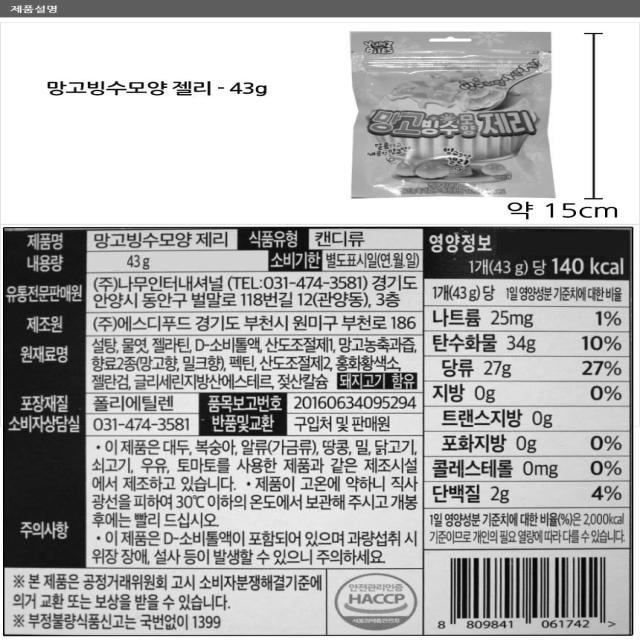 제품설명
망고빙수모양 젤리 - 43g
YUMZ BITES
망고빙수모양제리
약 15cm
제품명 망고빙수모양 제리 식품유형 캔디류
내용량 43g 소비기한 별도표시일(연.월.일)
유통전문판매원 (주)나무인터내셔널 (TEL:031-474-3581) 경기도
안양시 동안구 벌말로 118번길 12(관양동), 3층
제조원 (주)에스디푸드 경기도 부천시 원미구 부천로 186
원재료명 설탕, 물엿, 젤라틴, D-소비톨액, 산도조절제1, 망고농축과즙,
향료2종(망고향, 밀크향), 펙틴, 산도조절제2, 홍화황색소,
젤란검, 글리세린지방산에스테르, 젖산칼슘 돼지고기 함유
포장재질 폴리에틸렌 품목보고번호 20160634095294
소비자상담실 031-474-3581 반품및교환 구입처 및 판매원
주의사항
• 이 제품은 대두, 복숭아, 알류(가금류), 땅콩, 밀, 닭고기,
쇠고기, 우유, 토마토를 사용한 제품과 같은 제조시설
에서 제조하고 있습니다. • 제품이 고온에 약하니 직사
광선을 피하여 30℃ 이하의 온도에서 보관해 주시고 개봉
후에는 빨리 드십시오.
• 이 제품은 D-소비톨액이 포함되어 있으며 과량섭취 시
위장 장애, 설사 등이 발생할 수 있으니 주의하세요.
※ 본 제품은 공정거래위원회 고시 소비자분쟁해결기준에
의거 교환 또는 보상을 받을 수 있습니다.
※ 부정불량식품신고는 국번없이 1399
안전관리인증
HACCP
식품의약품안전처
영양정보
1개(43 g) 당 140 kcal
1개(43 g) 당 1일 영양성분 기준치에 대한 비율
나트륨 25mg 1%
탄수화물 34g 10%
당류 27g 27%
지방 0g 0%
트랜스지방 0g
포화지방 0g 0%
콜레스테롤 0mg 0%
단백질 2g 4%
1일 영양성분 기준치에 대한 비율(%)은 2,000kcal
기준이므로 개인의 필요 열량에 따라 다를 수 있습니다.
8 809841 061742 >